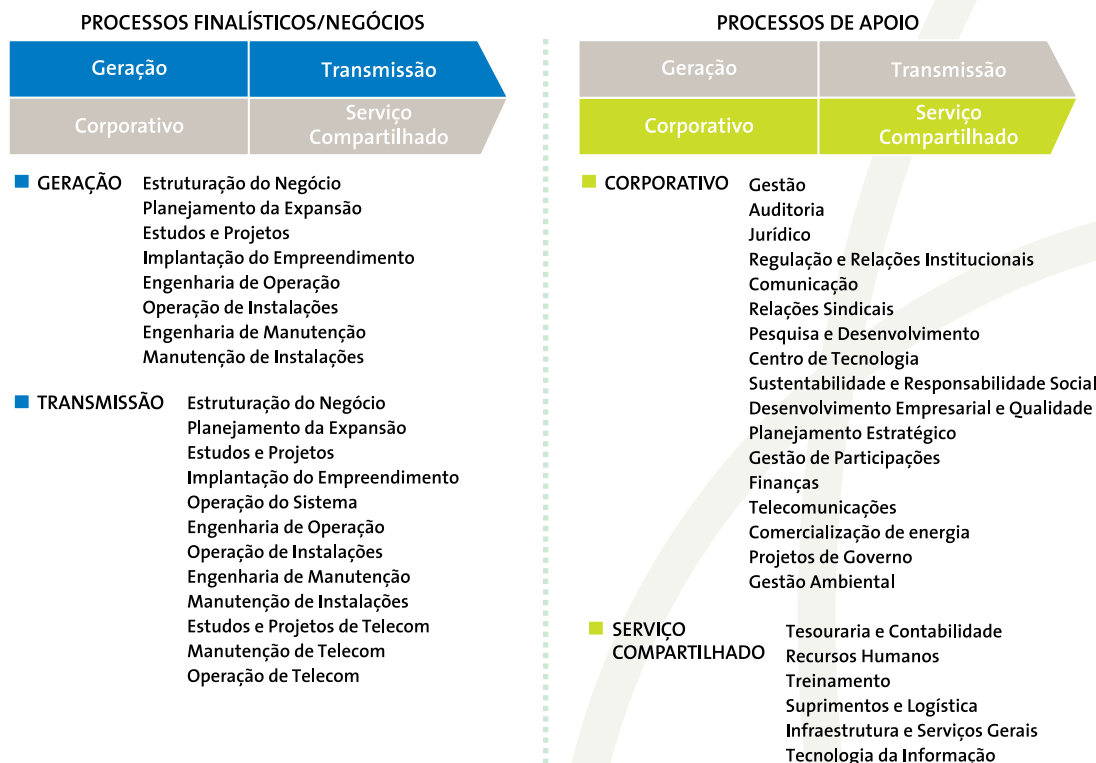 PROCESSOS FINALÍSTICOS/NEGÓCIOS
Geração
Transmissão
Corporativo
Serviço
Compartilhado
GERAÇÃO
Estruturação do Negócio
Planejamento da Expansão
Estudos e Projetos
Implantação do Empreendimento
Engenharia de Operação
Operação de Instalações
Engenharia de Manutenção
Manutenção de Instalações
TRANSMISSÃO
Estruturação do Negócio
Planejamento da Expansão
Estudos e Projetos
Implantação do Empreendimento
Operação do Sistema
Engenharia de Operação
Operação de Instalações
Engenharia de Manutenção
Manutenção de Instalações
Estudos e Projetos de Telecom
Manutenção de Telecom
Operação de Telecom
PROCESSOS DE APOIO
Geração
Transmissão
Corporativo
Serviço
Compartilhado
CORPORATIVO
Gestão
Auditoria
Jurídico
Regulação e Relações Institucionais
Comunicação
Relações Sindicais
Pesquisa e Desenvolvimento
Centro de Tecnologia
Sustentabilidade e Responsabilidade Social
Desenvolvimento Empresarial e Qualidade
Planejamento Estratégico
Gestão de Participações
Finanças
Telecomunicações
Comercialização de energia
Projetos de Governo
Gestão Ambiental
SERVIÇO
COMPARTILHADO
Tesouraria e Contabilidade
Recursos Humanos
Treinamento
Suprimentos e Logística
Infraestrutura e Serviços Gerais
Tecnologia da Informação